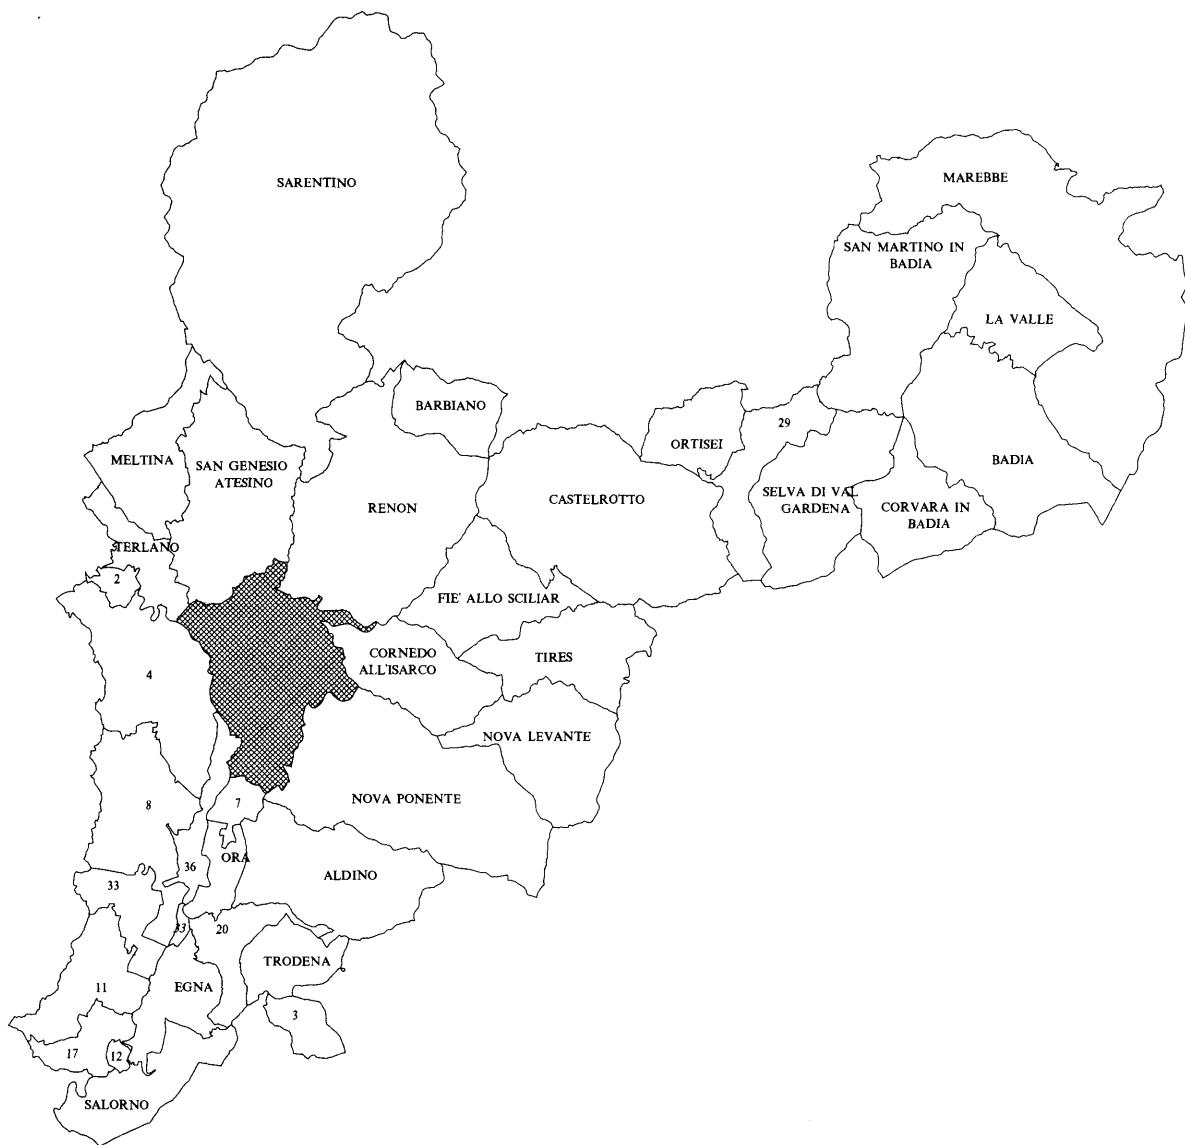 SARENTINO
MAREBBE
SAN MARTINO IN
BADIA
LA VALLE
BARBIANO
29
ORTISEI
MELTINA
SAN GENESIO
ATESINO
BADIA
RENON
CASTELROTTO
SELVA DI VAL
GARDENA
CORVARA IN
BADIA
TERLANO
2
FIE' ALLO SCILIAR
CORNEDO
ALL'ISARCO
TIRES
4
NOVA LEVANTE
8
7
NOVA PONENTE
36
ORA
ALDINO
33
33
20
TRODENA
11
EGNA
3
17
12
SALORNO